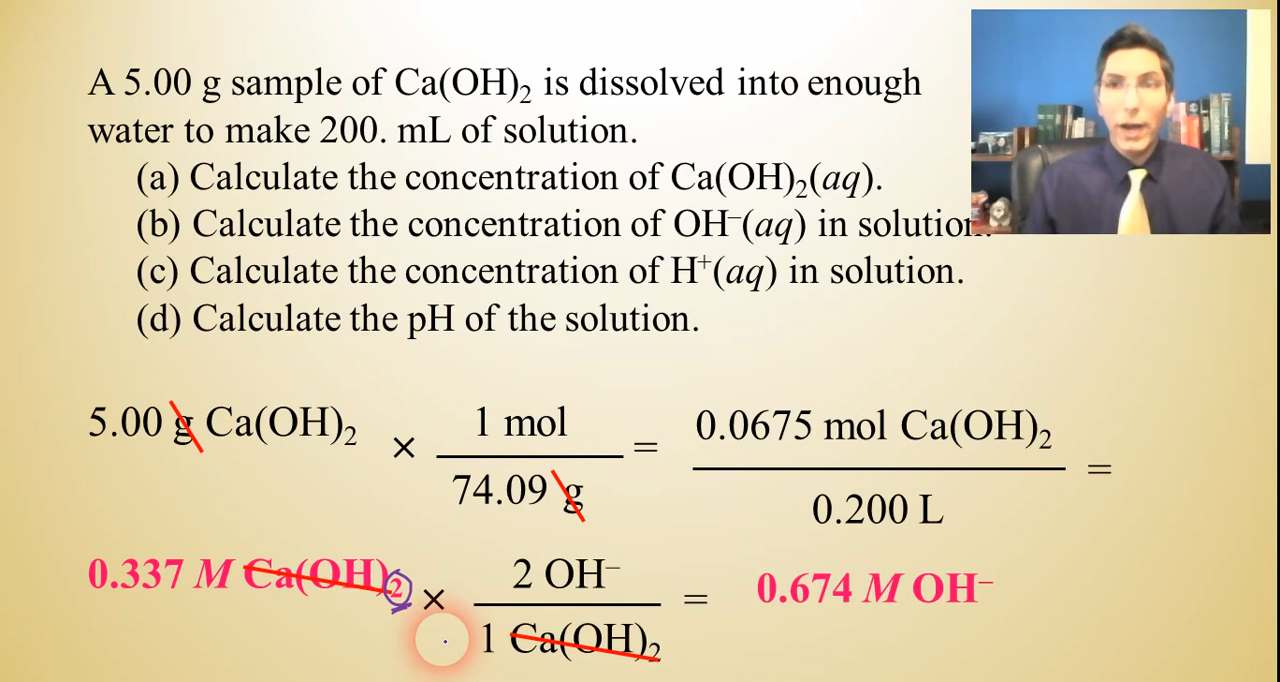 A 5.00 g sample of Ca(OH)₂ is dissolved into enough
water to make 200. mL of solution.
(a) Calculate the concentration of Ca(OH)₂(aq).
(b) Calculate the concentration of OH⁻(aq) in solution.
(c) Calculate the concentration of H⁺(aq) in solution.
(d) Calculate the pH of the solution.
5.00 g Ca(OH)₂ × 1 mol / 74.09 g = 0.0675 mol Ca(OH)₂ / 0.200 L =
0.337 M Ca(OH)₂ × 2 OH⁻ / 1 Ca(OH)₂ = 0.674 M OH⁻